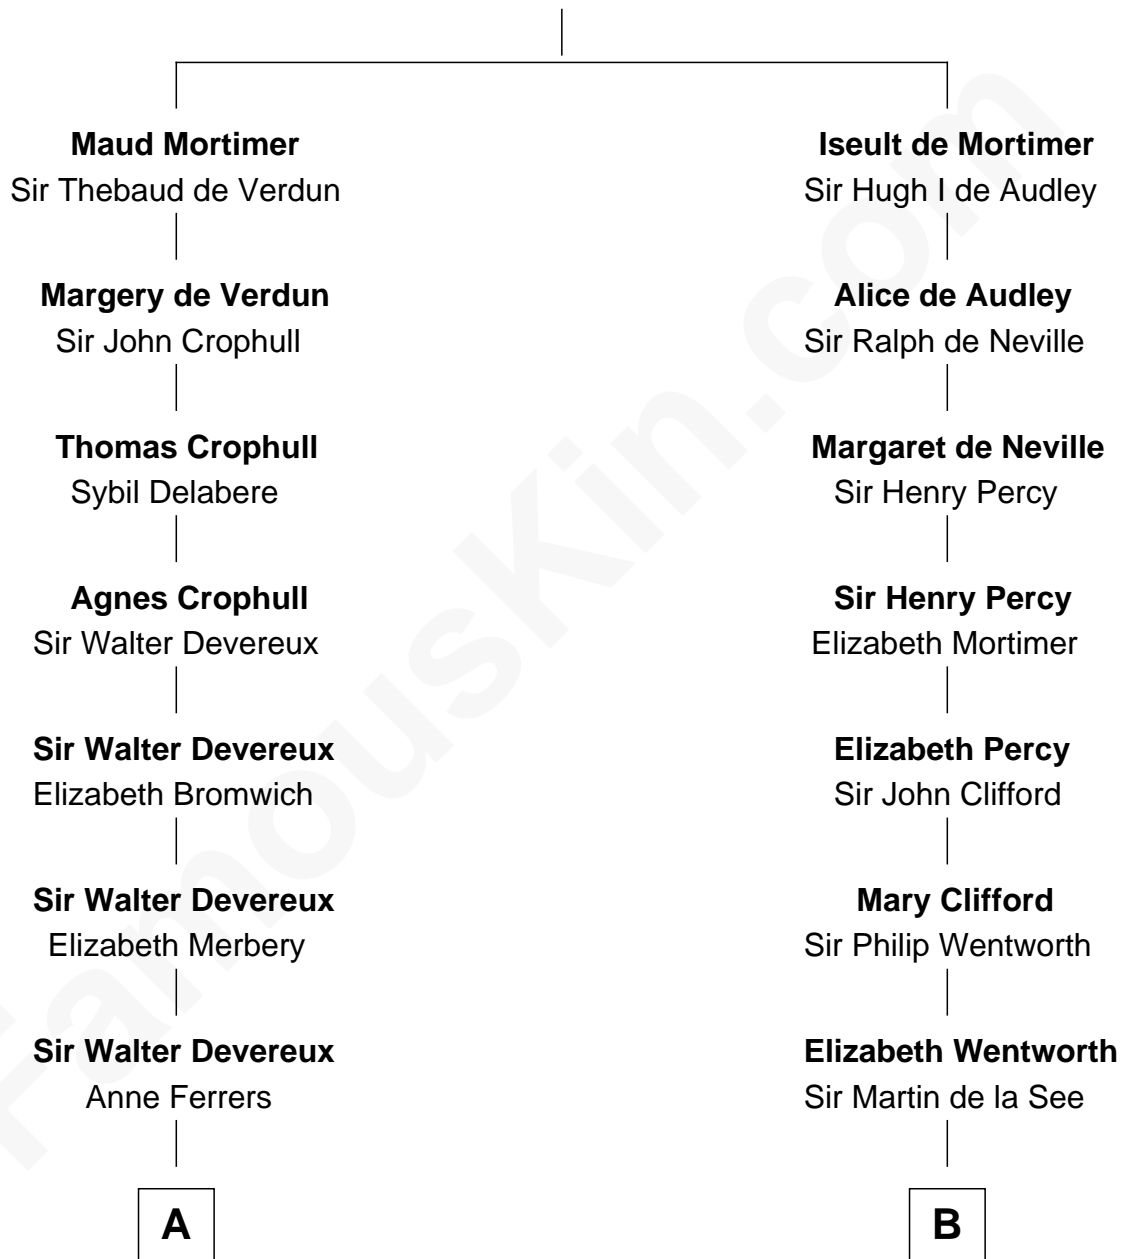 Maud Mortimer
Sir Thebaud de Verdun
Margery de Verdun
Sir John Crophull
Thomas Crophull
Sybil Delabere
Agnes Crophull
Sir Walter Devereux
Sir Walter Devereux
Elizabeth Bromwich
Sir Walter Devereux
Elizabeth Merbery
Sir Walter Devereux
Anne Ferrers
A
Iseult de Mortimer
Sir Hugh I de Audley
Alice de Audley
Sir Ralph de Neville
Margaret de Neville
Sir Henry Percy
Sir Henry Percy
Elizabeth Mortimer
Elizabeth Percy
Sir John Clifford
Mary Clifford
Sir Philip Wentworth
Elizabeth Wentworth
Sir Martin de la See
B
FamousKin.com